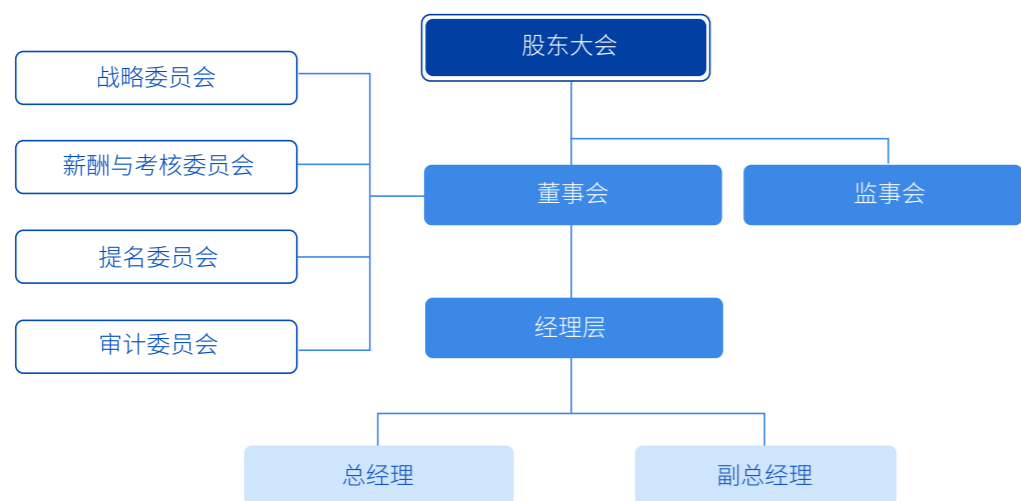 股东大会
战略委员会
薪酬与考核委员会
提名委员会
审计委员会
董事会
监事会
经理层
总经理
副总经理